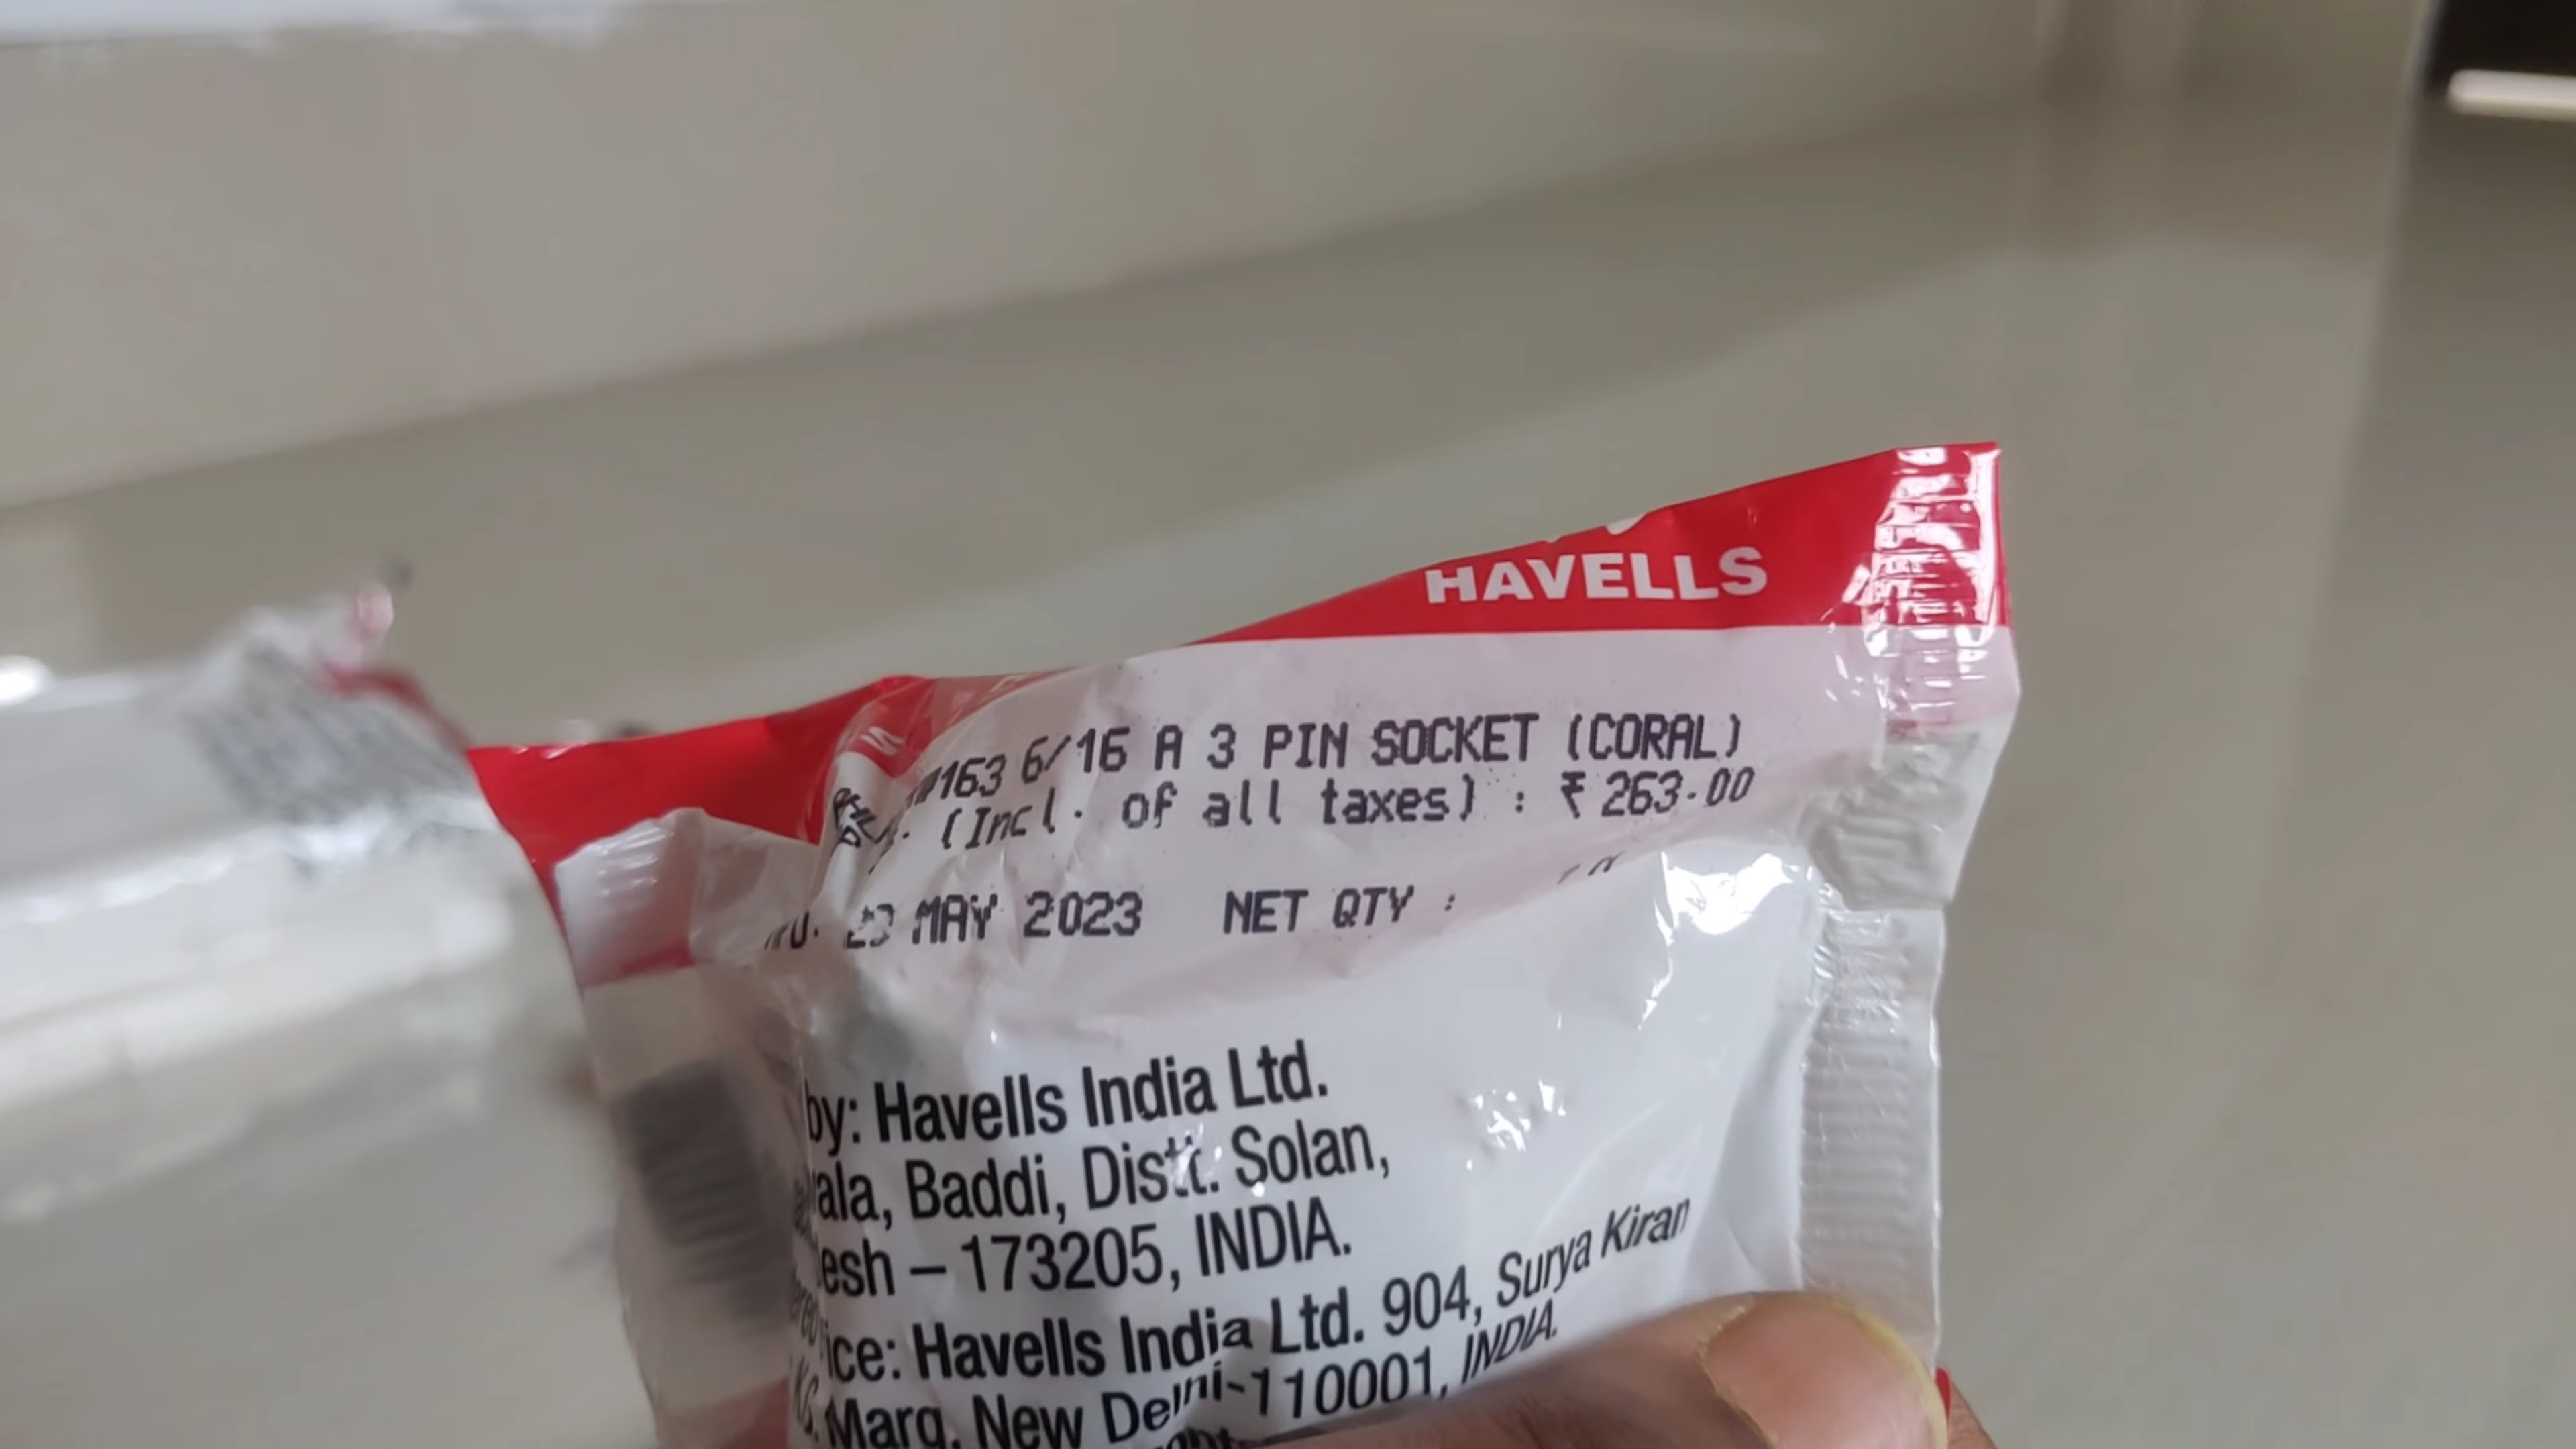 HAVELLS
163 6/16 A 3 PIN SOCKET (CORAL)
(Incl. of all taxes) : ₹ 263.00
MAY 2023 NET QTY :
by: Havells India Ltd.
ala, Baddi, Distt. Solan,
esh – 173205, INDIA.
ice: Havells India Ltd. 904, Surya Kiran
Marg, New Delhi-110001, INDIA.